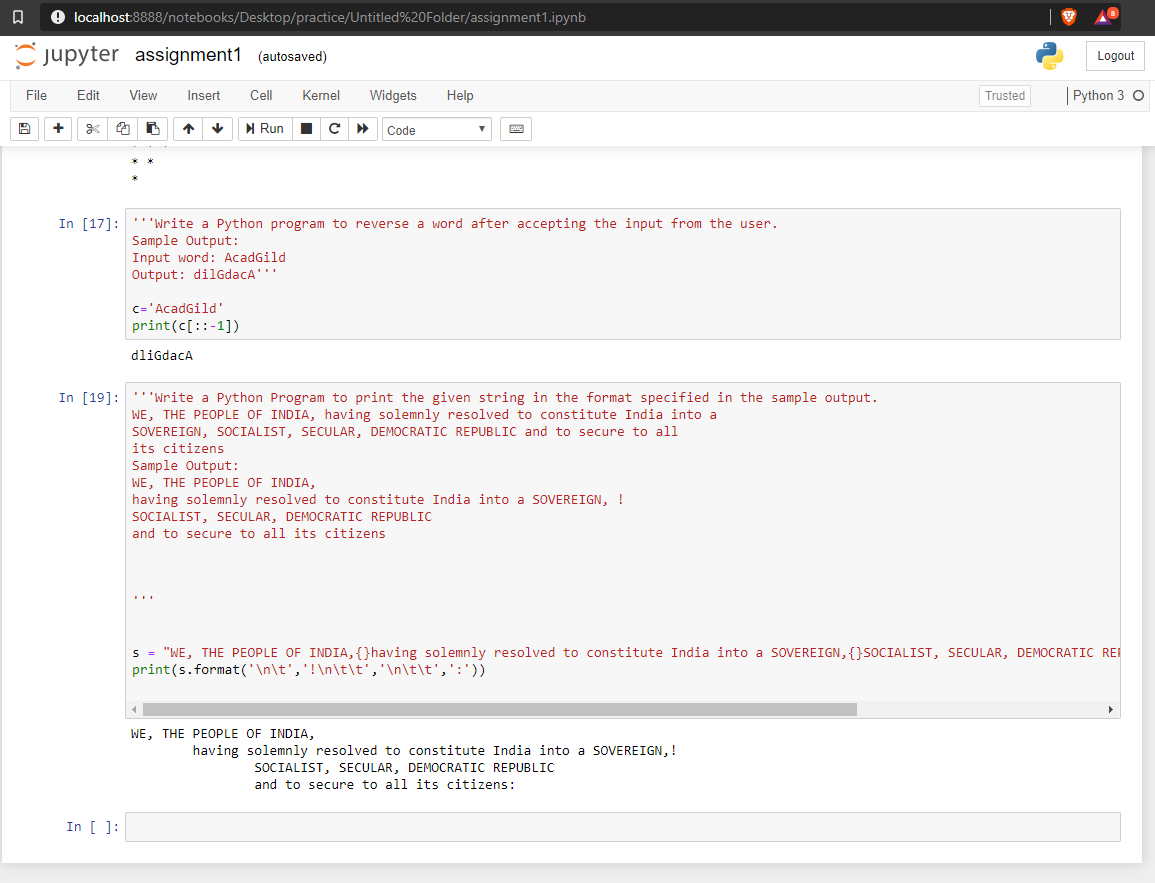 localhost:8888/notebooks/Desktop/practice/Untitled%20Folder/assignment1.ipynb
8
jupyter assignment1 (autosaved)
Logout
File Edit View Insert Cell Kernel Widgets Help
Trusted
Python 3
Run
Code
* *
*
In [17]:
'''Write a Python program to reverse a word after accepting the input from the user.
Sample Output:
Input word: AcadGild
Output: dilGdacA'''
c='AcadGild'
print(c[::-1])
dliGdacA
In [19]:
'''Write a Python Program to print the given string in the format specified in the sample output.
WE, THE PEOPLE OF INDIA, having solemnly resolved to constitute India into a
SOVEREIGN, SOCIALIST, SECULAR, DEMOCRATIC REPUBLIC and to secure to all
its citizens
Sample Output:
WE, THE PEOPLE OF INDIA,
having solemnly resolved to constitute India into a SOVEREIGN, !
SOCIALIST, SECULAR, DEMOCRATIC REPUBLIC
and to secure to all its citizens
'''
s = "WE, THE PEOPLE OF INDIA,{}having solemnly resolved to constitute India into a SOVEREIGN,{}SOCIALIST, SECULAR, DEMOCRATIC
print(s.format('\n\t','!\n\t\t','\n\t\t',':'))
WE, THE PEOPLE OF INDIA,
having solemnly resolved to constitute India into a SOVEREIGN,!
SOCIALIST, SECULAR, DEMOCRATIC REPUBLIC
and to secure to all its citizens:
In [ ]: